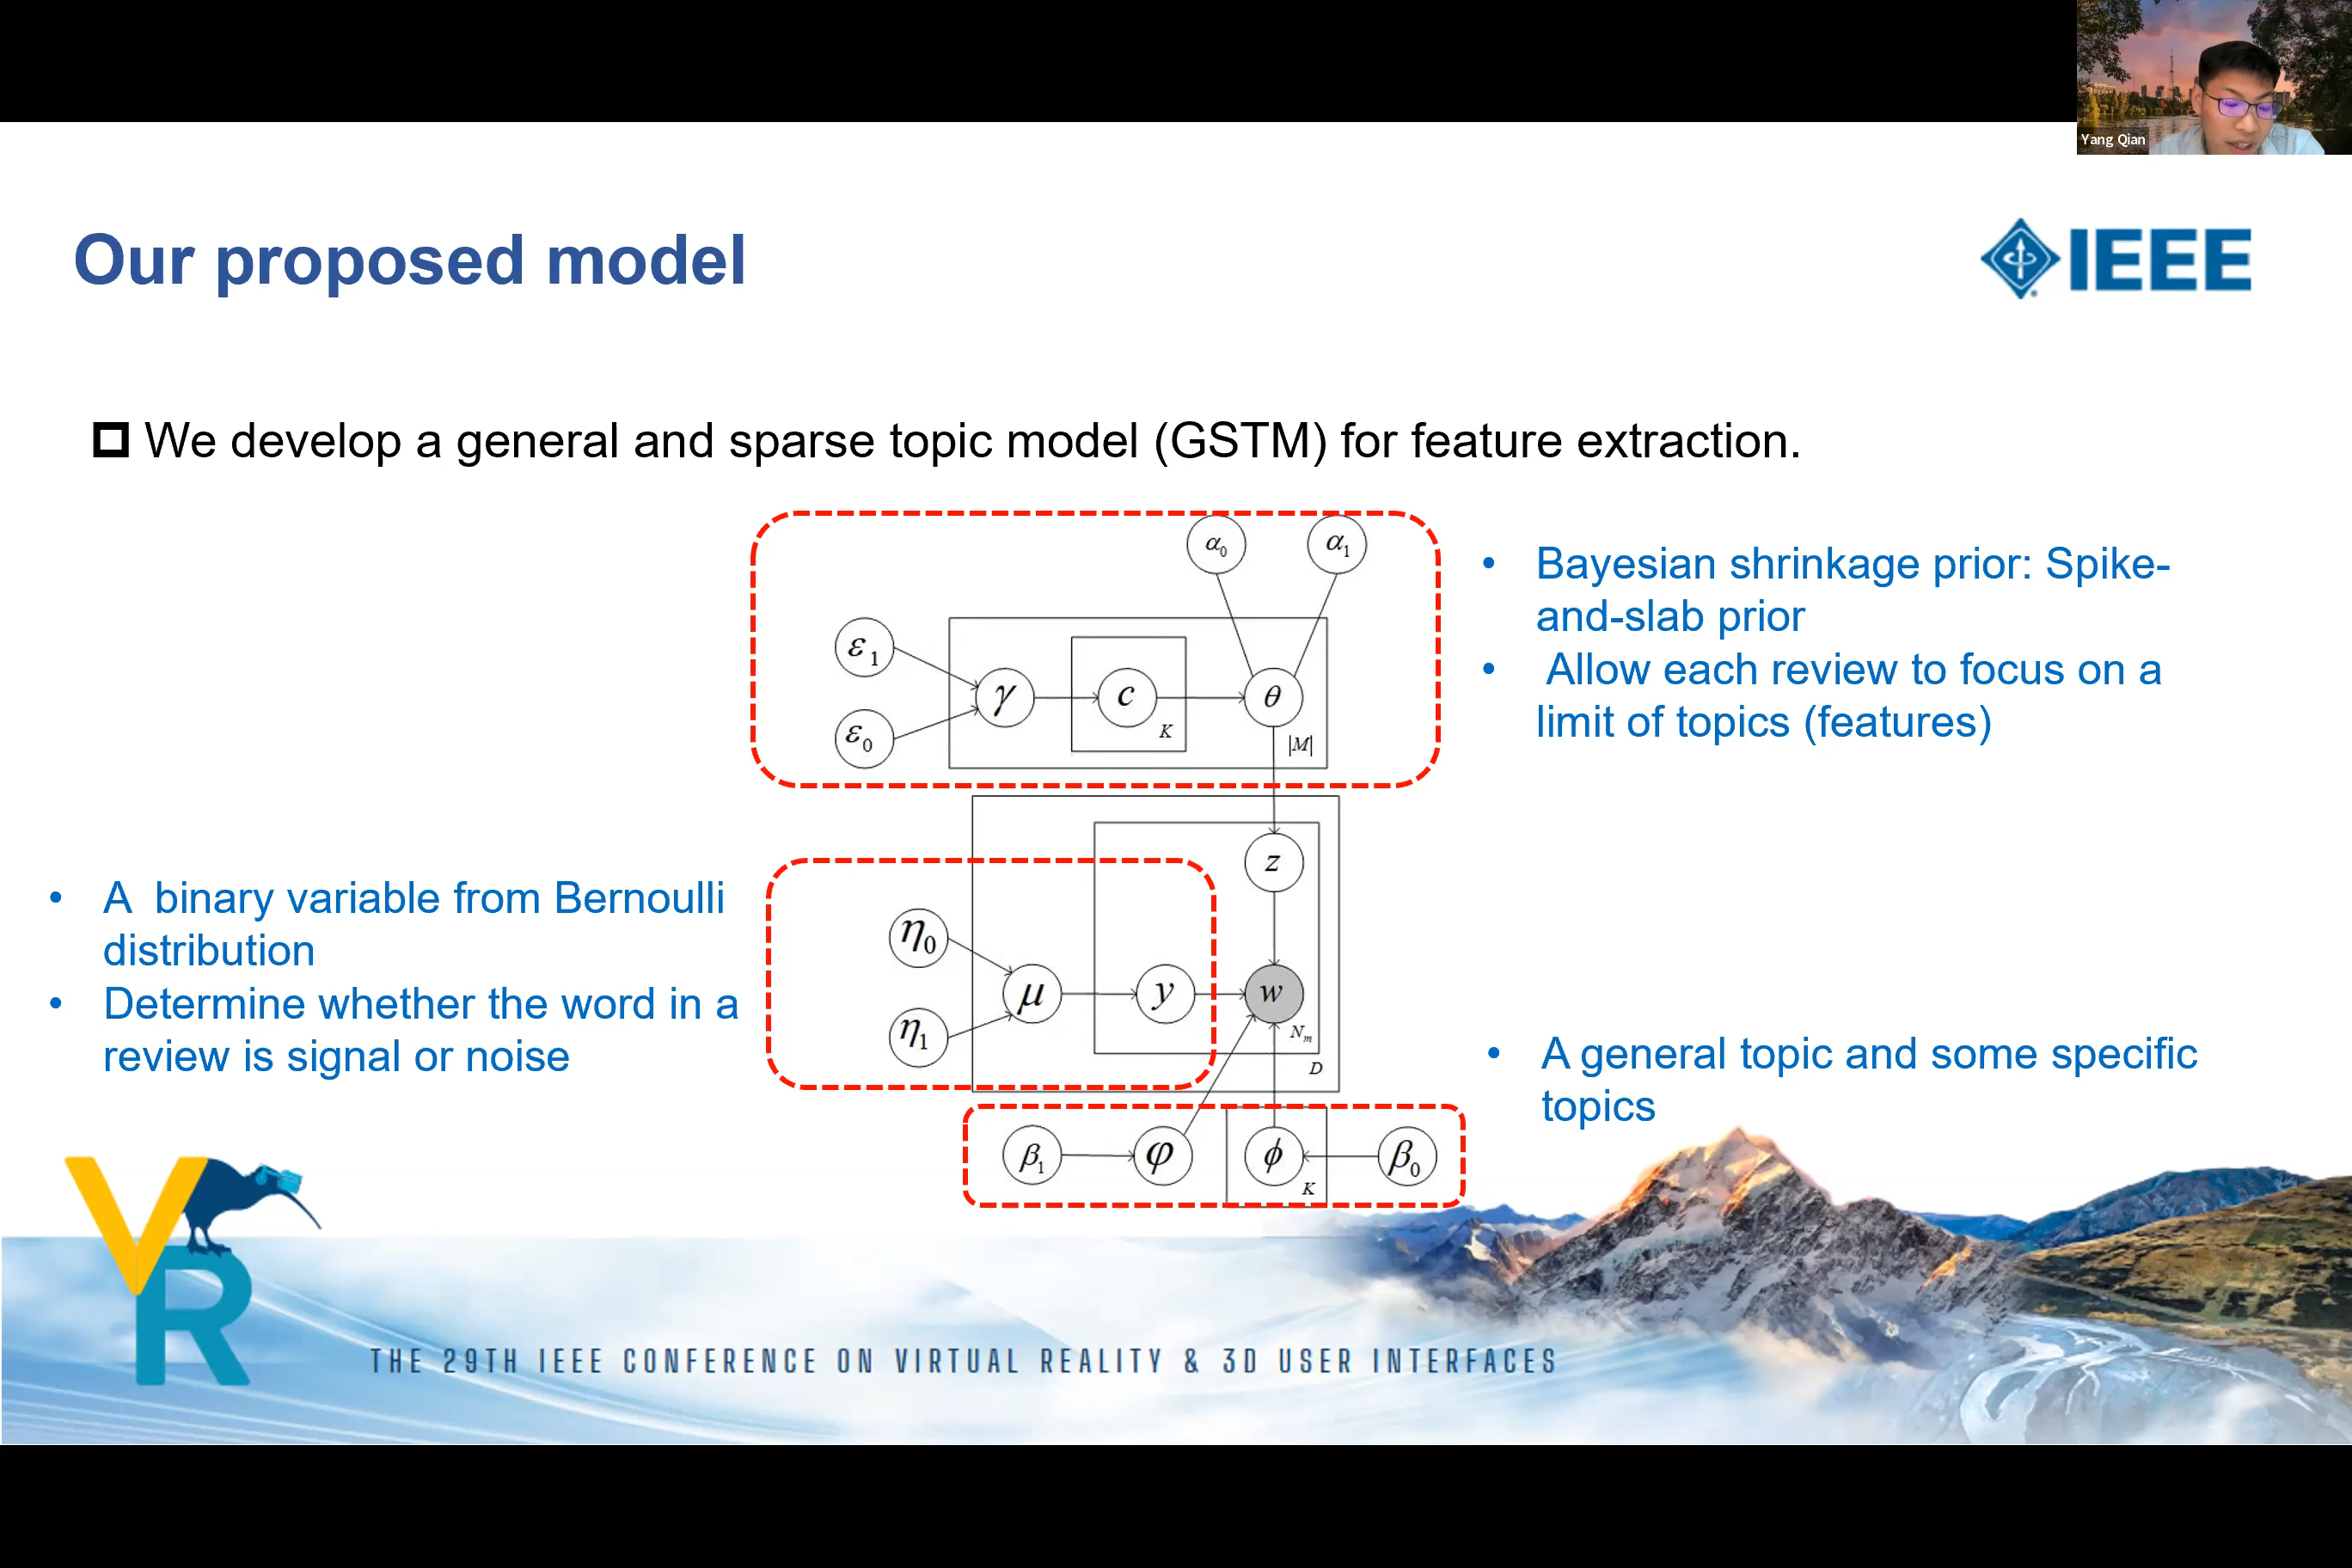 Yang Qian
Our proposed model
IEEE
We develop a general and sparse topic model (GSTM) for feature extraction.
α0
α1
ε1
γ
c
K
θ
|M|
ε0
• Bayesian shrinkage prior: Spike-
and-slab prior
• Allow each review to focus on a
limit of topics (features)
z
η0
μ
y
w
Nm
η1
D
• A binary variable from Bernoulli
distribution
• Determine whether the word in a
review is signal or noise
• A general topic and some specific
topics
β1
φ
ϕ
K
β0
VR
THE 29TH IEEE CONFERENCE ON VIRTUAL REALITY & 3D USER INTERFACES